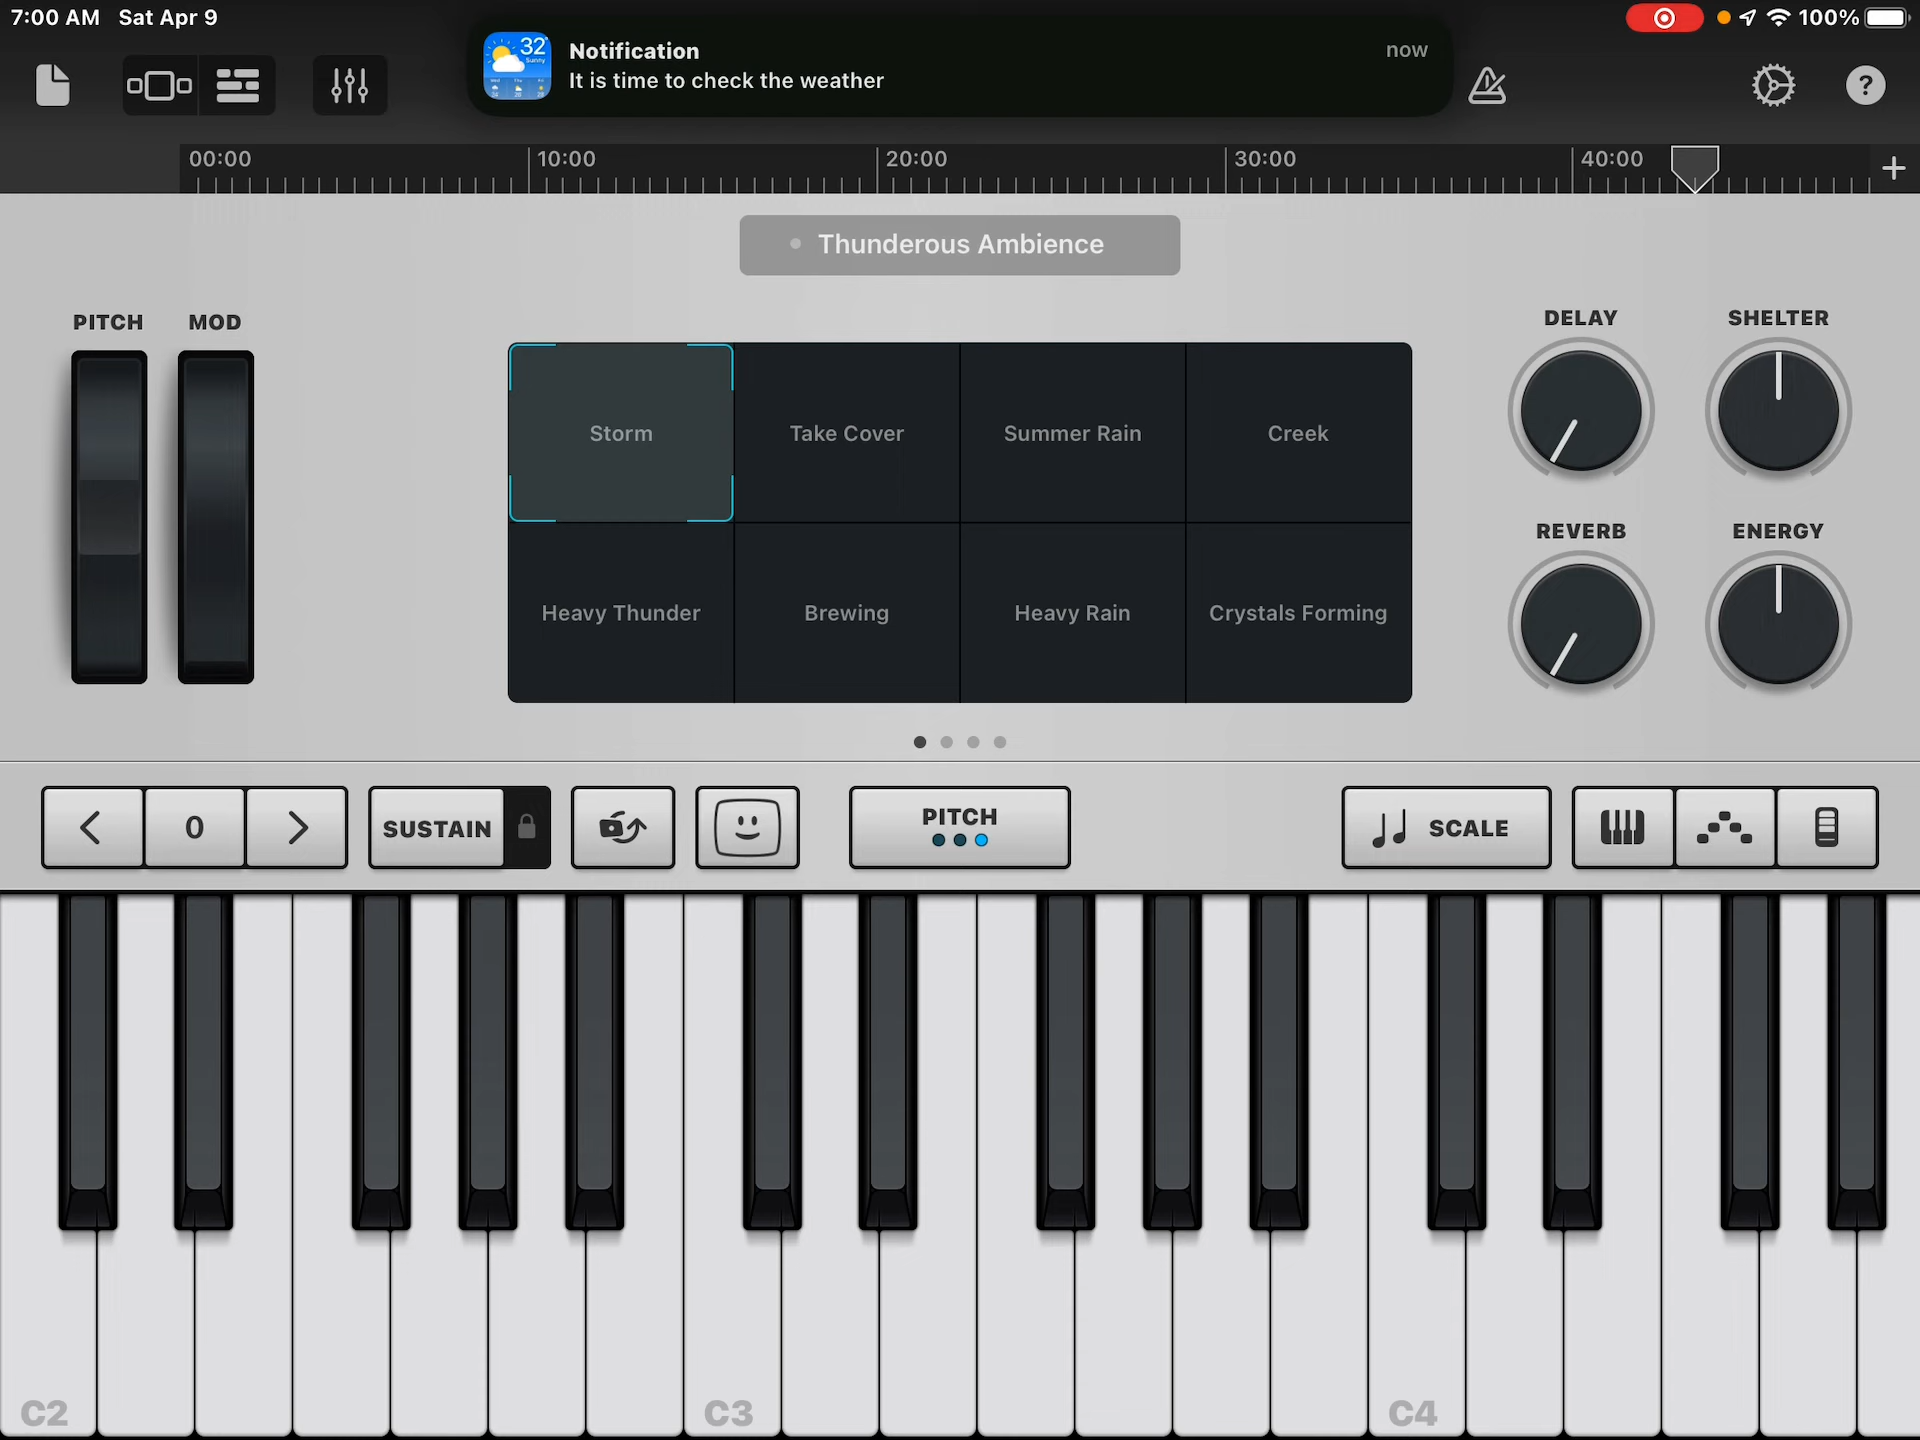 7:00 AM Sat Apr 9
100%
32°
Sunny
Notification
now
It is time to check the weather
?
00:00 10:00 20:00 30:00 40:00 +
Thunderous Ambience
PITCH MOD
DELAY SHELTER
Storm Take Cover Summer Rain Creek
REVERB ENERGY
Heavy Thunder Brewing Heavy Rain Crystals Forming
0 SUSTAIN PITCH SCALE
C2 C3 C4